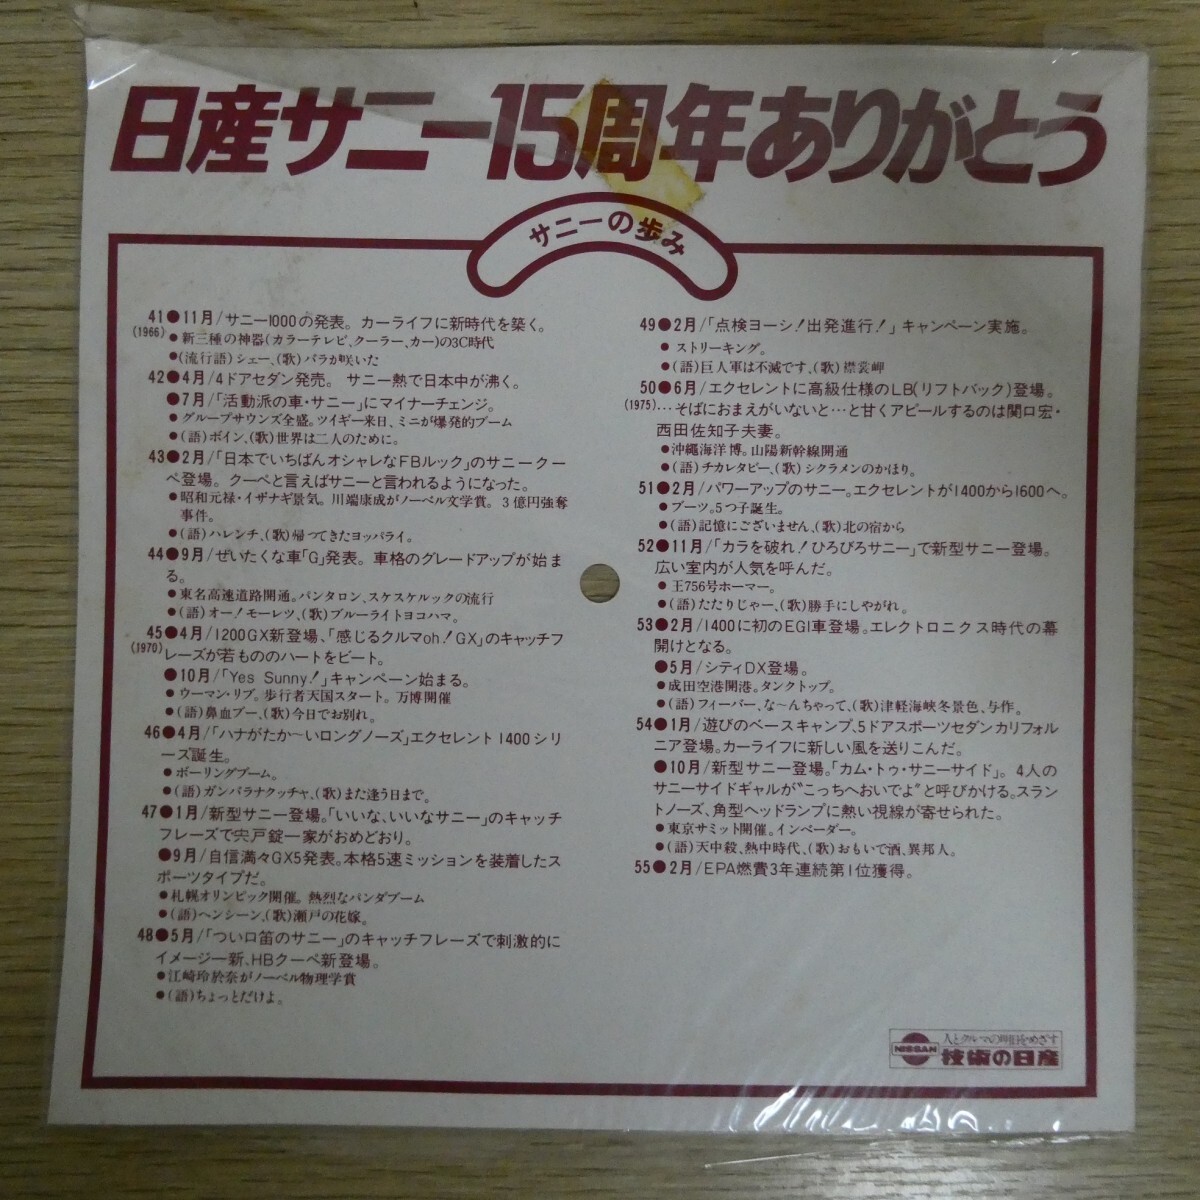 日産サニー15周年ありがとう
サニーの歩み
41●11月/サニー1000の発表。カーライフに新時代を築く。
(1966)●新三種の神器(カラーテレビ、クーラー、カー)の3C時代
●(流行語)シェー、(歌)バラが咲いた
42●4月/4ドアセダン発売。 サニー熱で日本中が沸く。
●7月/「活動派の車・サニー」にマイナーチェンジ。
●グループサウンズ全盛。ツイギー来日、ミニが爆発的ブーム
●(語)ボイン、(歌)世界は二人のために。
43●2月/「日本でいちばんオシャレなFBルック」のサニークー
ペ登場。クーペと言えばサニーと言われるようになった。
●昭和元禄・イザナギ景気。川端康成がノーベル文学賞。3億円強奪
事件。
●(語)ハレンチ、(歌)帰ってきたヨッパライ。
44●9月/ぜいたくな車「G」発表。車格のグレードアップが始ま
る。
●東名高速道路開通。パンタロン、スケスケルックの流行
●(語)オー!モーレツ、(歌)ブルーライトヨコハマ。
45●4月/1200GX新登場、「感じるクルマoh!GX」のキャッチフ
(1970)レーズが若もののハートをビート。
●10月/「Yes Sunny!」キャンペーン始まる。
●ウーマン・リブ。歩行者天国スタート。万博開催
●(語)鼻血ブー、(歌)今日でお別れ。
46●4月/「ハナがたか〜いロングノーズ」エクセレント1400シリ
ーズ誕生。
●ボーリングブーム。
●(語)ガンバラナクッチャ、(歌)また逢う日まで。
47●1月/新型サニー登場。「いいな、いいなサニー」のキャッチ
フレーズで宍戸錠一家がおめどおり。
●9月/自信満々GX5発表。本格5速ミッションを装着したス
ポーツタイプだ。
●札幌オリンピック開催。熱烈なパンダブーム
●(語)ヘンシーン、(歌)瀬戸の花嫁。
48●5月/「つい口笛のサニー」のキャッチフレーズで刺激的に
イメージ一新、HBクーペ新登場。
●江崎玲於奈がノーベル物理学賞
●(語)ちょっとだけよ。
49●2月/「点検ヨーシ!出発進行!」キャンペーン実施。
●ストリーキング。
●(語)巨人軍は不滅です、(歌)襟裳岬
50●6月/エクセレントに高級仕様のLB(リフトバック)登場。
(1975)…そばにおまえがいないと…と甘くアピールするのは関口宏・
西田佐知子夫妻。
●沖縄海洋博。山陽新幹線開通
●(語)チカレタビー、(歌)シクラメンのかほり。
51●2月/パワーアップのサニー。エクセレントが1400から1600へ。
●ブーツ。5つ子誕生。
●(語)記憶にございません、(歌)北の宿から
52●11月/「カラを破れ!ひろびろサニー」で新型サニー登場。
広い室内が人気を呼んだ。
●王756号ホーマー。
●(語)たたりじゃー、(歌)勝手にしやがれ。
53●2月/1400に初のEGI車登場。エレクトロニクス時代の幕
開けとなる。
●5月/シティDX登場。
●成田空港開港。タンクトップ。
●(語)フィーバー、な〜んちゃって、(歌)津軽海峡冬景色、与作。
54●1月/遊びのベースキャンプ、5ドアスポーツセダンカリフォル
ニア登場。カーライフに新しい風を送りこんだ。
●10月/新型サニー登場。「カム・トゥ・サニーサイド」。4人の
サニーサイドギャルが"こっちへおいでよ"と呼びかける。スラン
トノーズ、角型ヘッドランプに熱い視線が寄せられた。
●東京サミット開催。インベーダー。
●(語)天中殺、熱中時代、(歌)おもいで酒、異邦人。
55●2月/EPA燃費3年連続第1位獲得。
NISSAN
人とクルマの明日をめざす
技術の日産